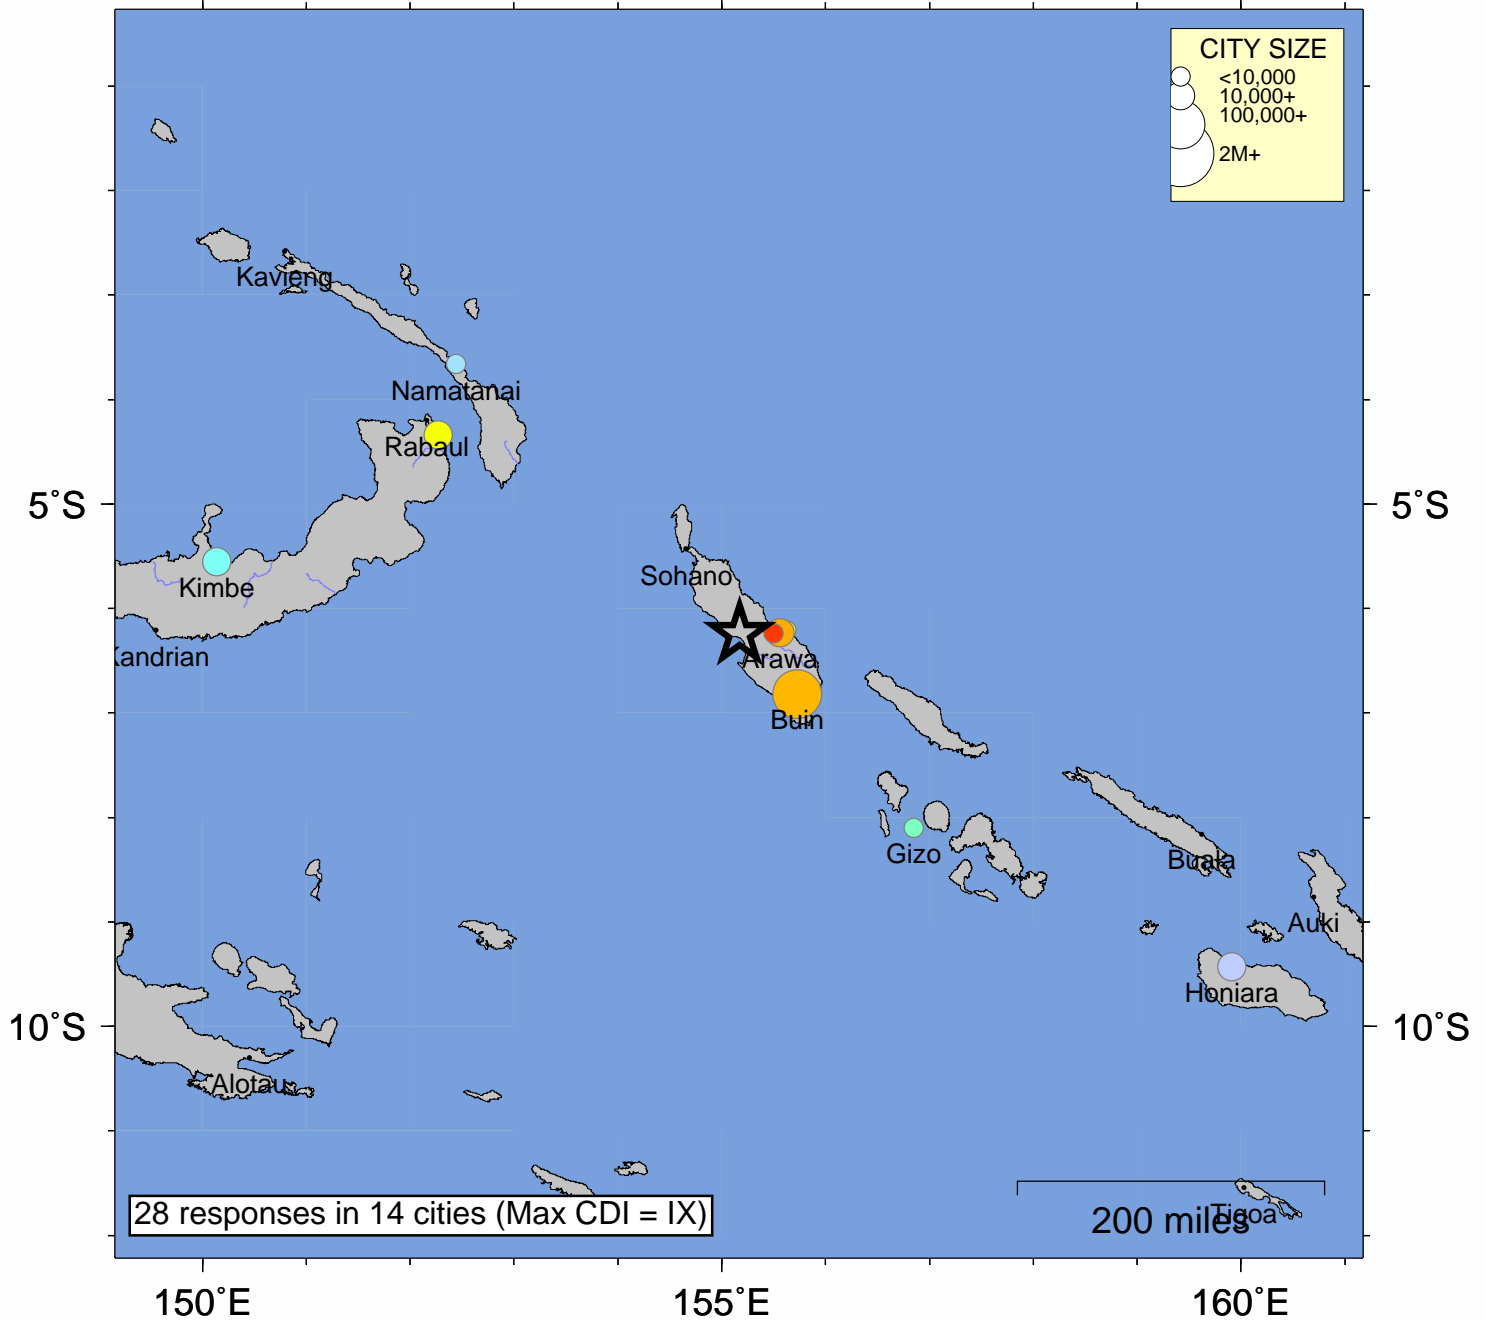 CITY SIZE
<10,000
10,000+
100,000+
2M+
Kavieng
Namatanai
Rabaul
5˚S
5˚S
Sohano
Kimbe
Kandrian
Arawa
Buin
Gizo
Buala
Auki
Honiara
10˚S
10˚S
Alotau
28 responses in 14 cities (Max CDI = IX)
200 miles
Tigoa
150˚E
155˚E
160˚E